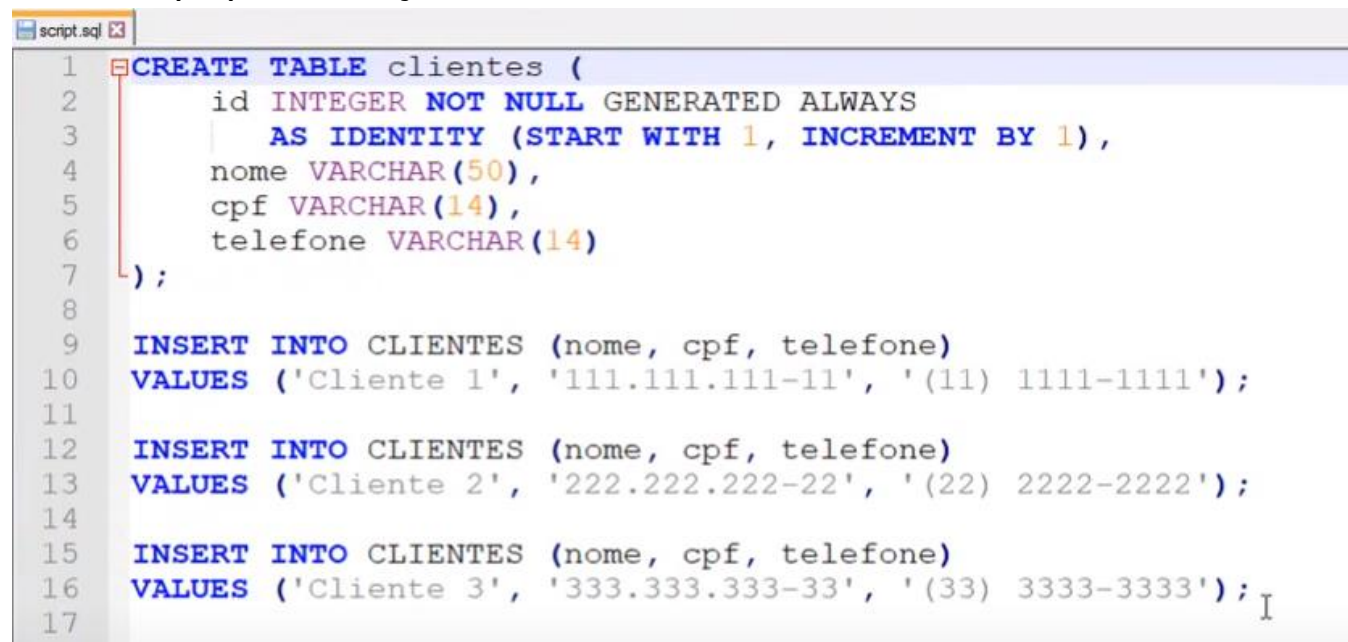 script.sql
1 CREATE TABLE clientes (
2 id INTEGER NOT NULL GENERATED ALWAYS
3 AS IDENTITY (START WITH 1, INCREMENT BY 1),
4 nome VARCHAR(50),
5 cpf VARCHAR(14),
6 telefone VARCHAR(14)
7 );
8
9 INSERT INTO CLIENTES (nome, cpf, telefone)
10 VALUES ('Cliente 1', '111.111.111-11', '(11) 1111-1111');
11
12 INSERT INTO CLIENTES (nome, cpf, telefone)
13 VALUES ('Cliente 2', '222.222.222-22', '(22) 2222-2222');
14
15 INSERT INTO CLIENTES (nome, cpf, telefone)
16 VALUES ('Cliente 3', '333.333.333-33', '(33) 3333-3333');
17